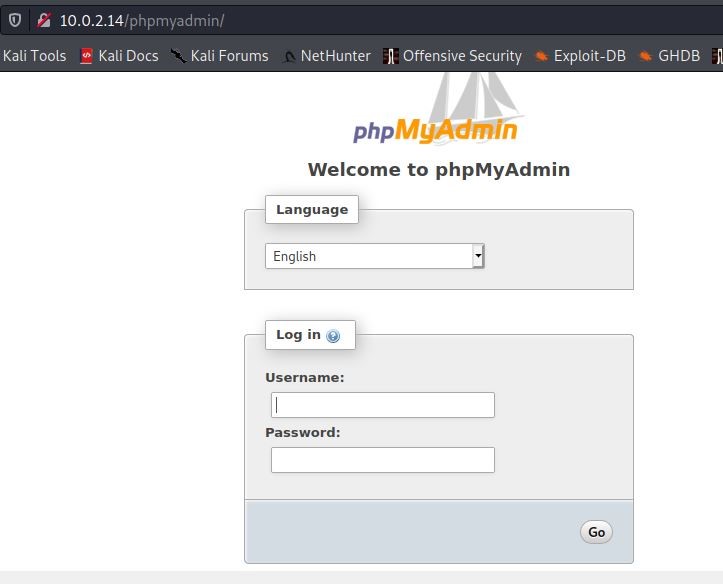 10.0.2.14/phpmyadmin/
Kali Tools Kali Docs Kali Forums NetHunter Offensive Security Exploit-DB GHDB
phpMyAdmin
Welcome to phpMyAdmin
Language
English
Log in
Username:
Password:
Go